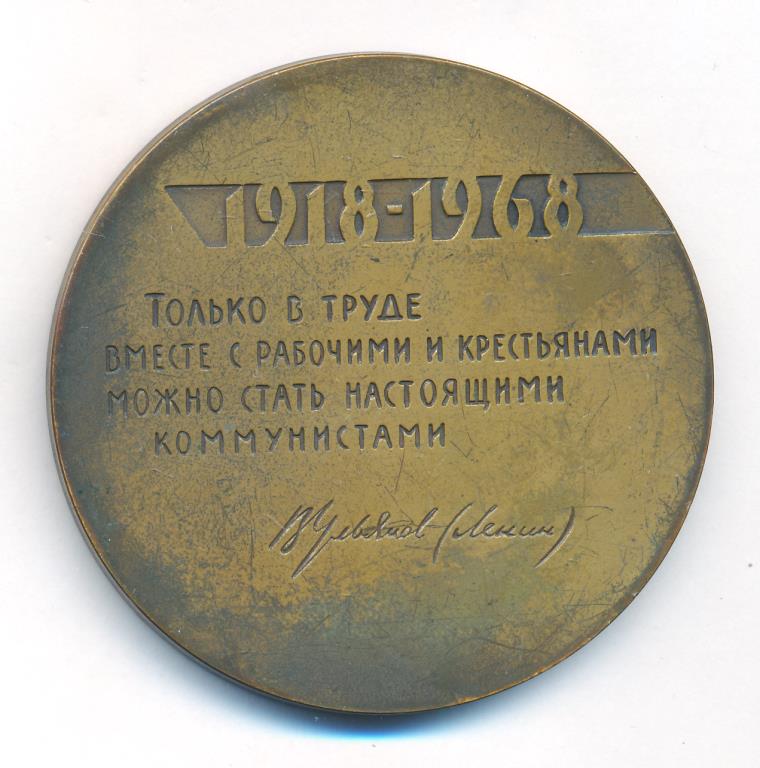 1918-1968
Только в труде
вместе с рабочими и крестьянами
можно стать настоящими
коммунистами
В Ульянов (Ленин)